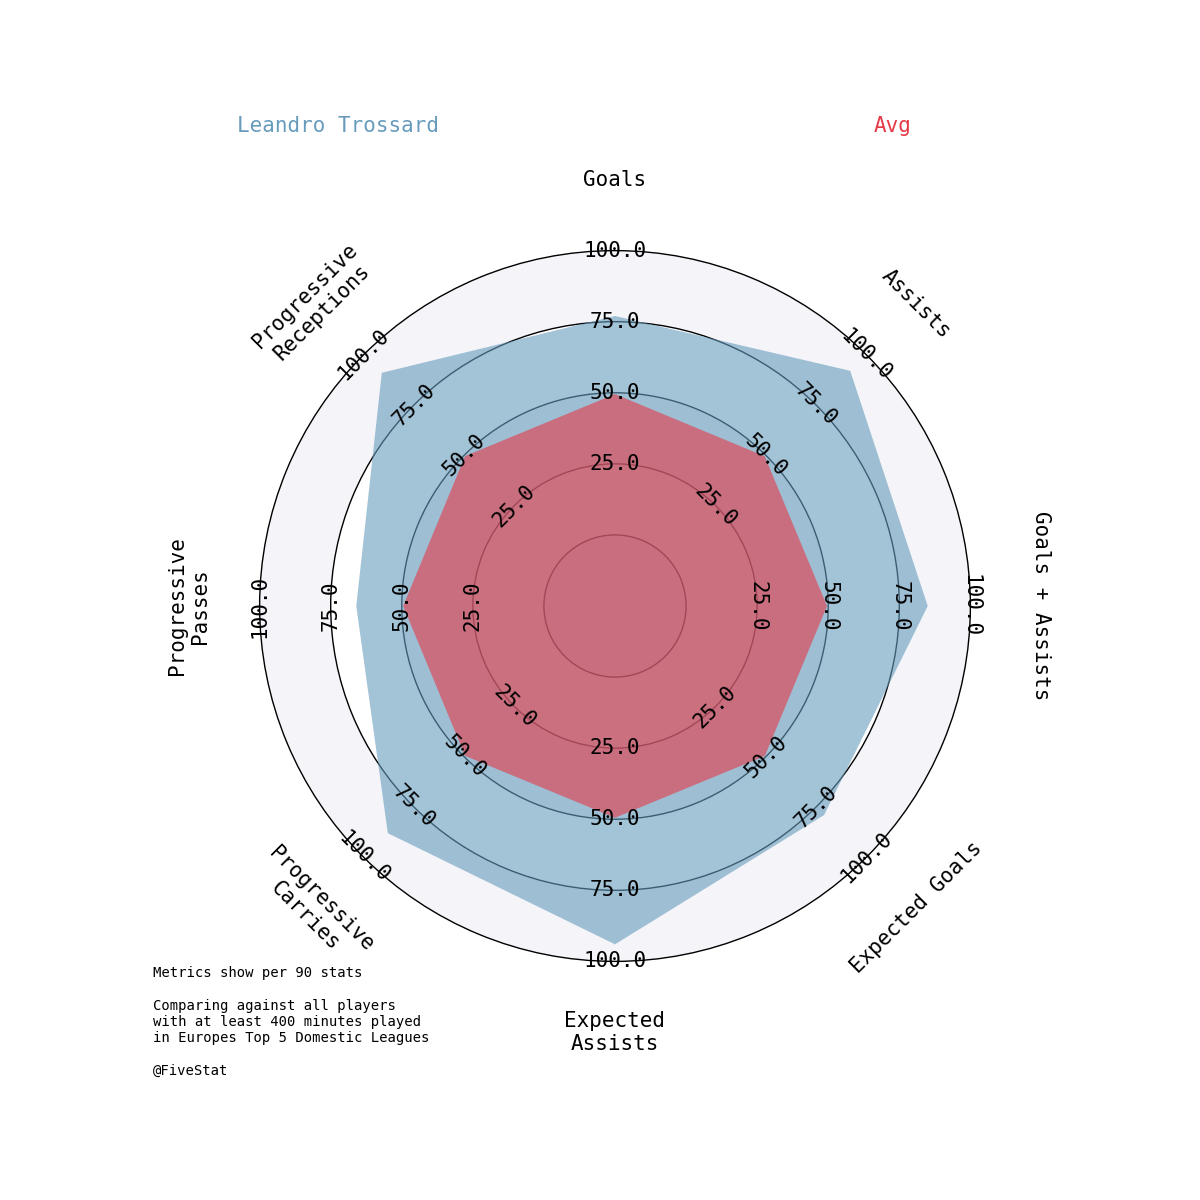 Leandro Trossard
Avg
Goals
Assists
Goals + Assists
Expected Goals
Expected
Assists
Progressive
Carries
Progressive
Passes
Progressive
Receptions
25.0
50.0
75.0
100.0
25.0
50.0
75.0
100.0
25.0
50.0
75.0
100.0
25.0
50.0
75.0
100.0
25.0
50.0
75.0
100.0
25.0
50.0
75.0
100.0
25.0
50.0
75.0
100.0
25.0
50.0
75.0
100.0
Metrics show per 90 stats
Comparing against all players
with at least 400 minutes played
in Europes Top 5 Domestic Leagues
@FiveStat